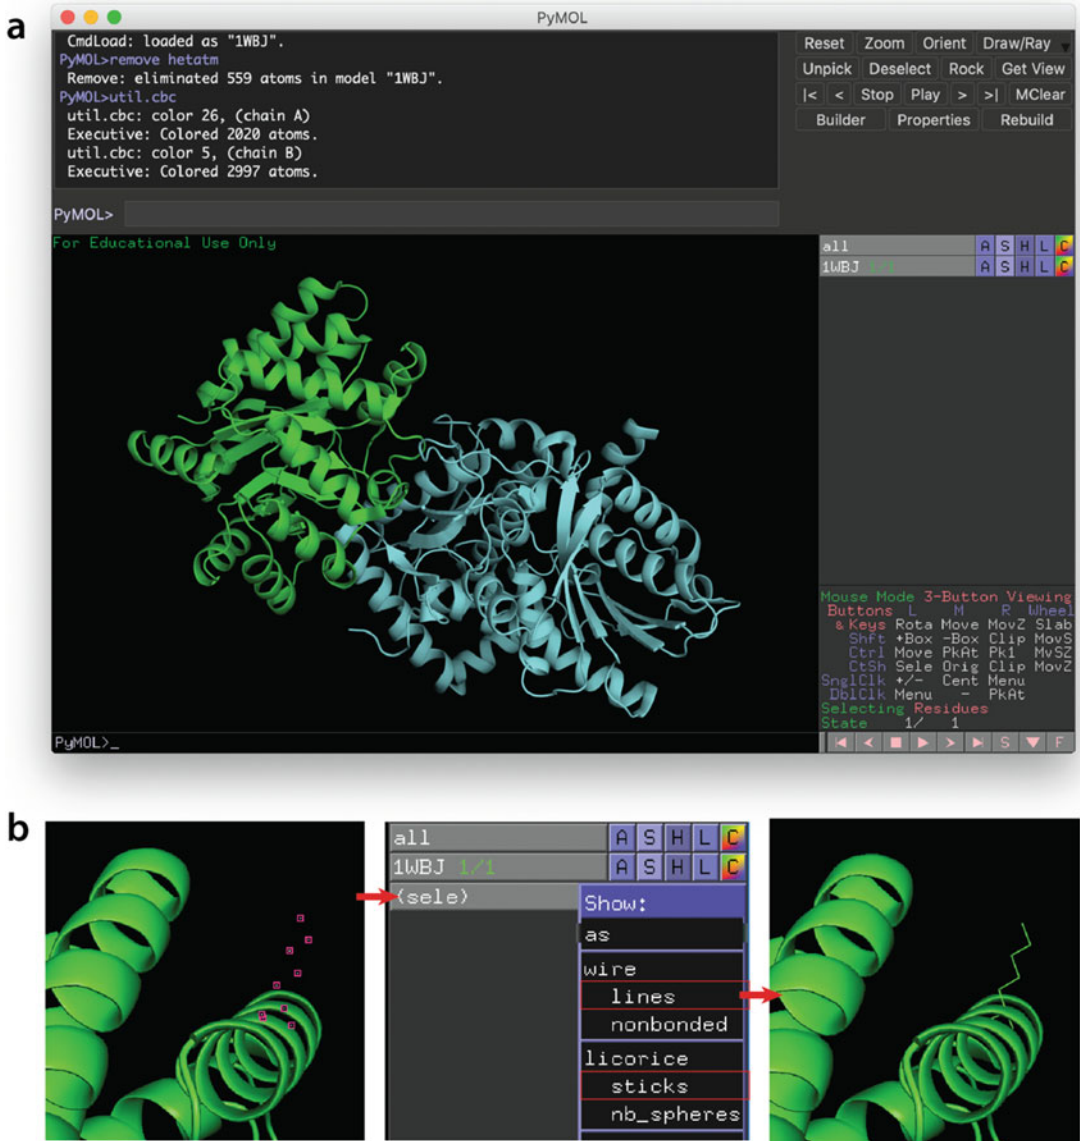 a
PyMOL
CmdLoad: loaded as "1WBJ".
PyMOL>remove hetatm
Remove: eliminated 559 atoms in model "1WBJ".
PyMOL>util.cbc
util.cbc: color 26, (chain A)
Executive: Colored 2020 atoms.
util.cbc: color 5, (chain B)
Executive: Colored 2997 atoms.
PyMOL>
Reset Zoom Orient Draw/Ray
Unpick Deselect Rock Get View
|< < Stop Play > >| MClear
Builder Properties Rebuild
For Educational Use Only
all A S H L C
1WBJ 1/1 A S H L C
Mouse Mode 3-Button Viewing
Buttons L M R Wheel
& Keys Rota Move MovZ Slab
Shft +Box -Box Clip MovS
Ctrl Move PkAt Pk1 MvSZ
CtSh Sele Orig Clip MovZ
SnglClk +/- Cent Menu
DblClk Menu - PkAt
Selecting Residues
State 1/ 1
S F
PyMOL>_
b
all A S H L C
1WBJ 1/1 A S H L C
(sele)
Show:
as
wire
lines
nonbonded
licorice
sticks
nb_spheres